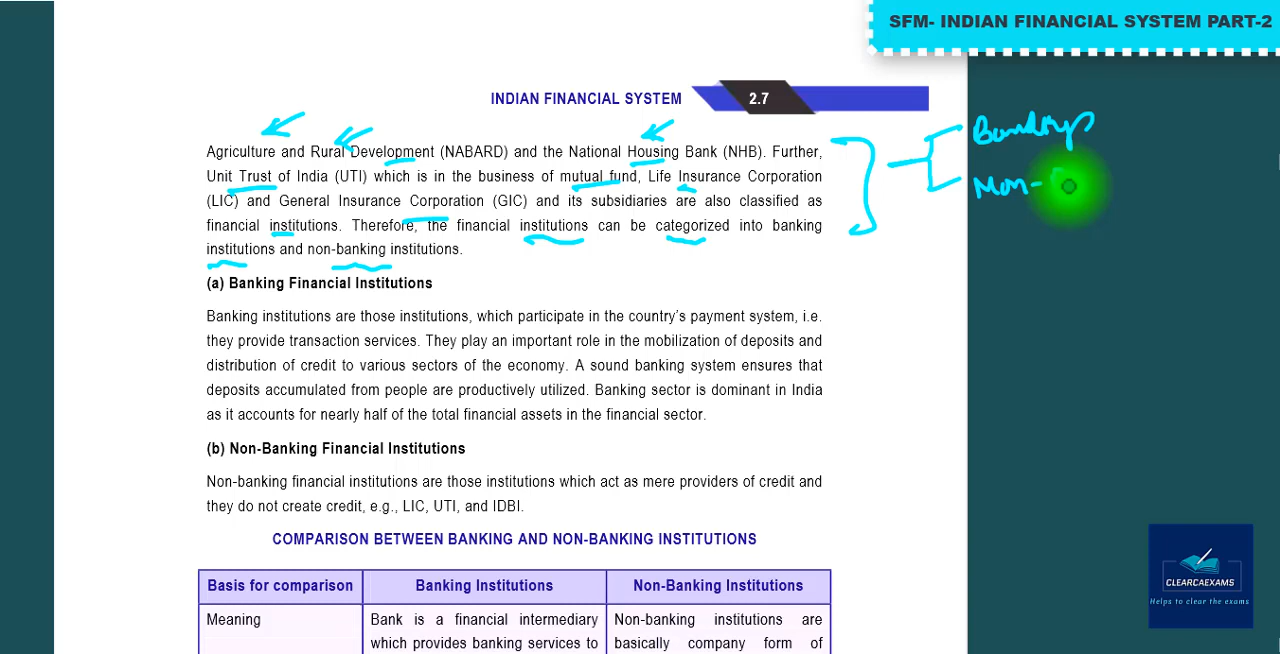 SFM- INDIAN FINANCIAL SYSTEM PART-2
INDIAN FINANCIAL SYSTEM 2.7
Agriculture and Rural Development (NABARD) and the National Housing Bank (NHB). Further,
Unit Trust of India (UTI) which is in the business of mutual fund, Life Insurance Corporation
(LIC) and General Insurance Corporation (GIC) and its subsidiaries are also classified as
financial institutions. Therefore, the financial institutions can be categorized into banking
institutions and non-banking institutions.
Non-
(a) Banking Financial Institutions
Banking institutions are those institutions, which participate in the country's payment system, i.e.
they provide transaction services. They play an important role in the mobilization of deposits and
distribution of credit to various sectors of the economy. A sound banking system ensures that
deposits accumulated from people are productively utilized. Banking sector is dominant in India
as it accounts for nearly half of the total financial assets in the financial sector.
(b) Non-Banking Financial Institutions
Non-banking financial institutions are those institutions which act as mere providers of credit and
they do not create credit, e.g., LIC, UTI, and IDBI.
COMPARISON BETWEEN BANKING AND NON-BANKING INSTITUTIONS
Basis for comparison Banking Institutions Non-Banking Institutions
Meaning Bank is a financial intermediary Non-banking institutions are
which provides banking services to basically company form of
CLEARCAEXAMS
Helps to clear the exams